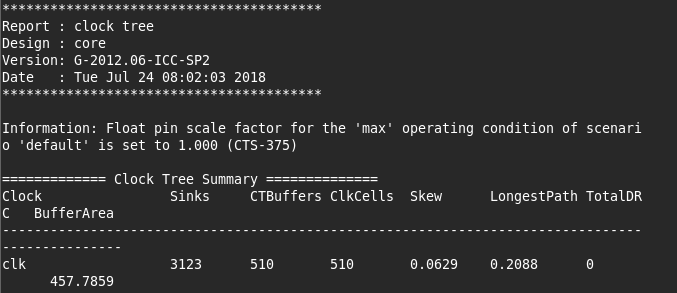 ****************************************
Report : clock tree
Design : core
Version: G-2012.06-ICC-SP2
Date   : Tue Jul 24 08:02:03 2018
****************************************

Information: Float pin scale factor for the 'max' operating condition of scenari
o 'default' is set to 1.000 (CTS-375)

============= Clock Tree Summary ==============
Clock                Sinks     CTBuffers ClkCells  Skew      LongestPath TotalDR
C   BufferArea
--------------------------------------------------------------------------------
---------------
clk                  3123      510       510       0.0629    0.2088      0
      457.7859